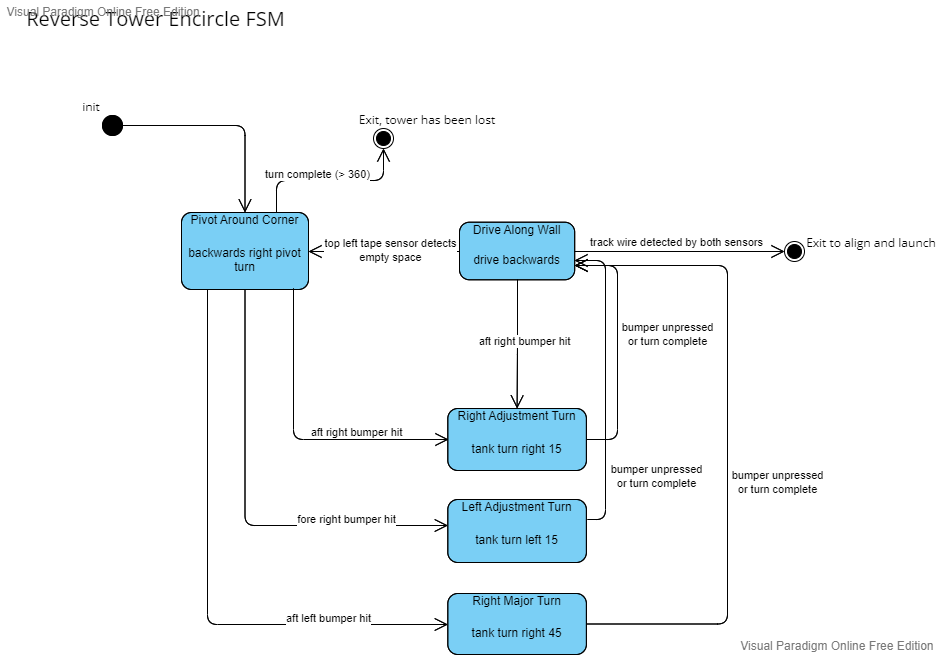 Visual Paradigm Online Free Edition
Reverse Tower Encircle FSM
init
Exit, tower has been lost
turn complete (> 360)
Pivot Around Corner
backwards right pivot
turn
top left tape sensor detects
empty space
Drive Along Wall
drive backwards
track wire detected by both sensors
Exit to align and launch
aft right bumper hit
bumper unpressed
or turn complete
Right Adjustment Turn
tank turn right 15
aft right bumper hit
bumper unpressed
or turn complete
bumper unpressed
or turn complete
Left Adjustment Turn
tank turn left 15
fore right bumper hit
Right Major Turn
tank turn right 45
aft left bumper hit
Visual Paradigm Online Free Edition